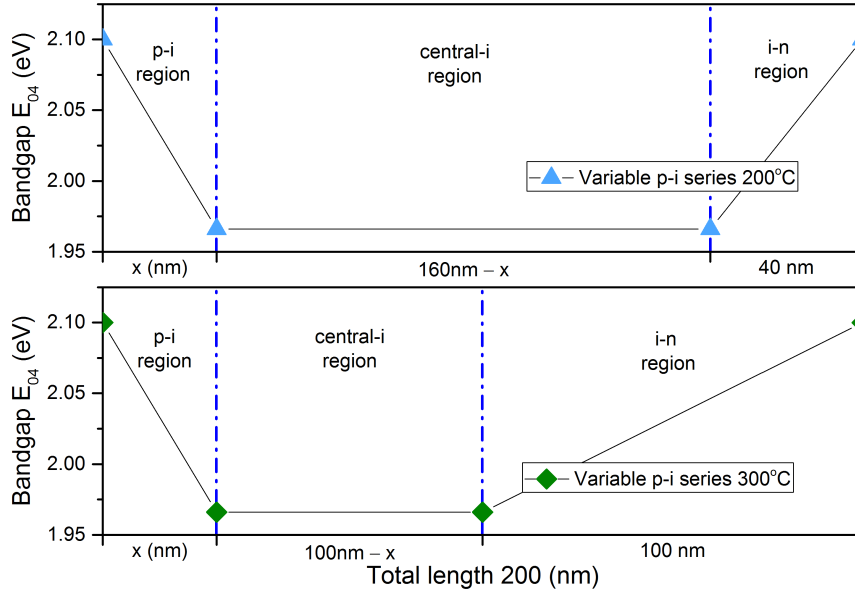 Bandgap E04 (eV)
2.10
2.05
2.00
1.95
p-i
region
central-i
region
i-n
region
Variable p-i series 200°C
x (nm)
160nm – x
40 nm
Bandgap E04 (eV)
2.10
2.05
2.00
1.95
p-i
region
central-i
region
i-n
region
Variable p-i series 300°C
x (nm)
100nm – x
100 nm
Total length 200 (nm)